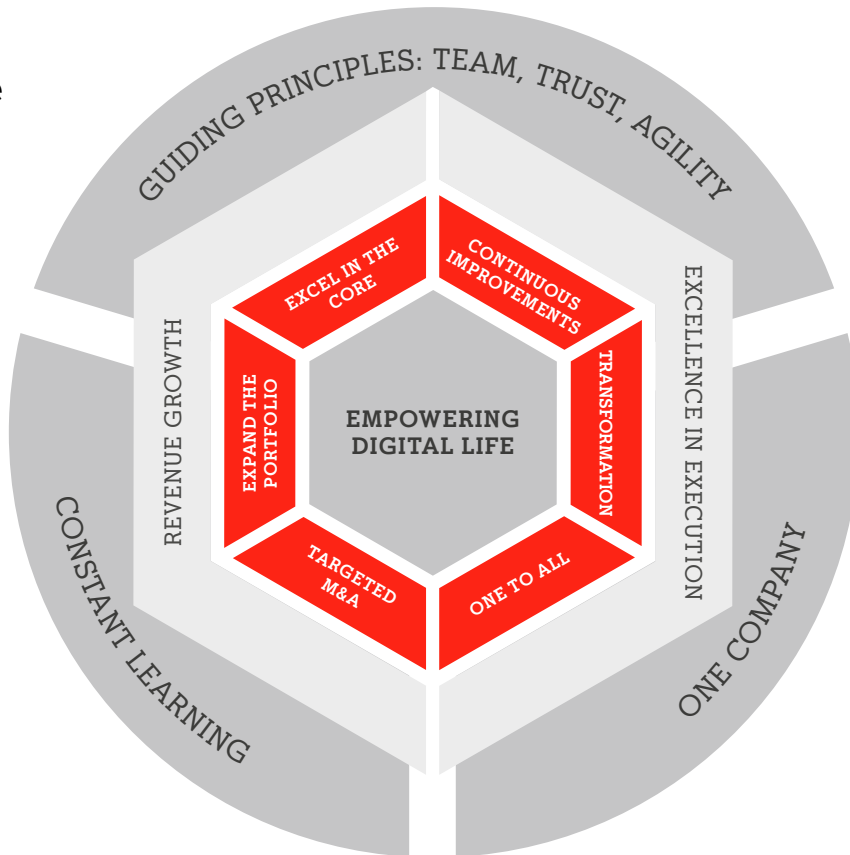 e
GUIDING PRINCIPLES: TEAM, TRUST, AGILITY
EXCEL IN THE
CORE
CONTINUOUS
IMPROVEMENTS
REVENUE GROWTH
EXPAND THE
PORTFOLIO
EMPOWERING
DIGITAL LIFE
TRANSFORMATION
EXCELLENCE IN EXECUTION
TARGETED
M&A
ONE TO ALL
CONSTANT LEARNING
ONE COMPANY